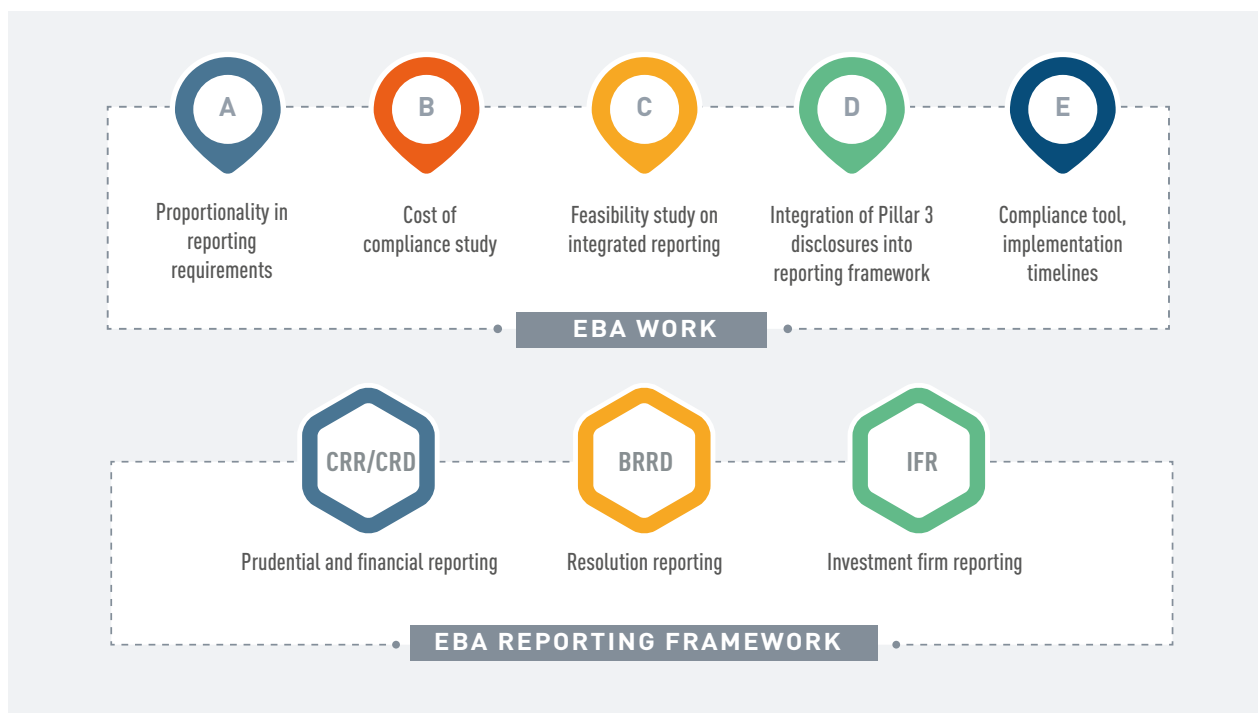 A
B
C
D
E
Proportionality in
reporting
requirements
Cost of
compliance study
Feasibility study on
integrated reporting
Integration of Pillar 3
disclosures into
reporting framework
Compliance tool,
implementation
timelines
EBA WORK
CRR/CRD
BRRD
IFR
Prudential and financial reporting
Resolution reporting
Investment firm reporting
EBA REPORTING FRAMEWORK